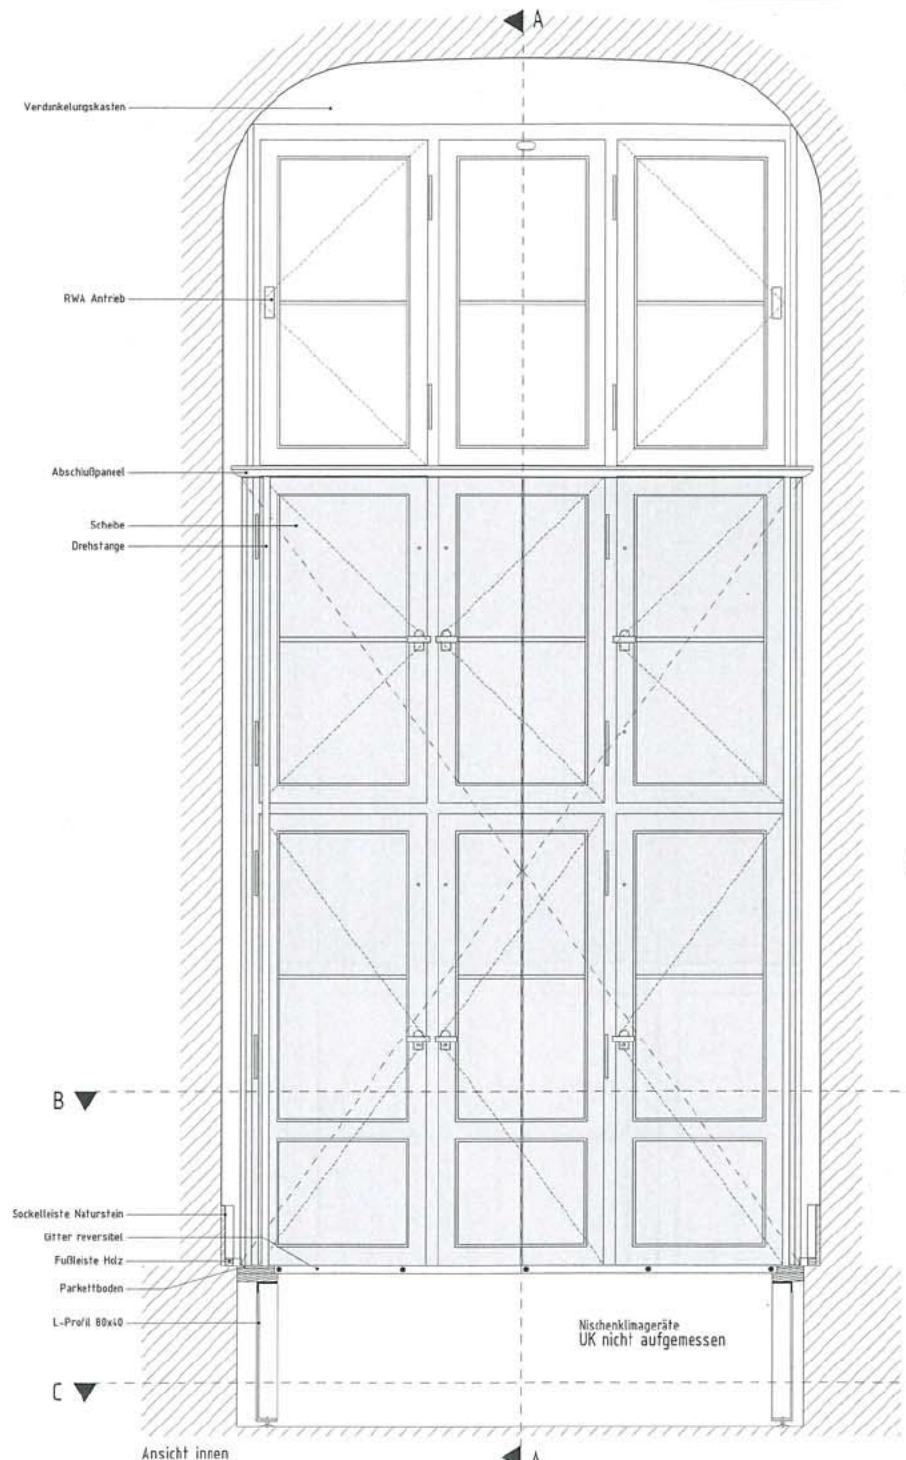 A
Verdunkelungskasten
RWA Antrieb
Abschlußpaneel
Scheibe
Drehstange
B
Sockelleiste Naturstein
Gitter reversibel
Fußleiste Holz
Parkettboden
L-Profil 80x40
Nischenklimageräte
UK nicht aufgemessen
C
Ansicht innen
A